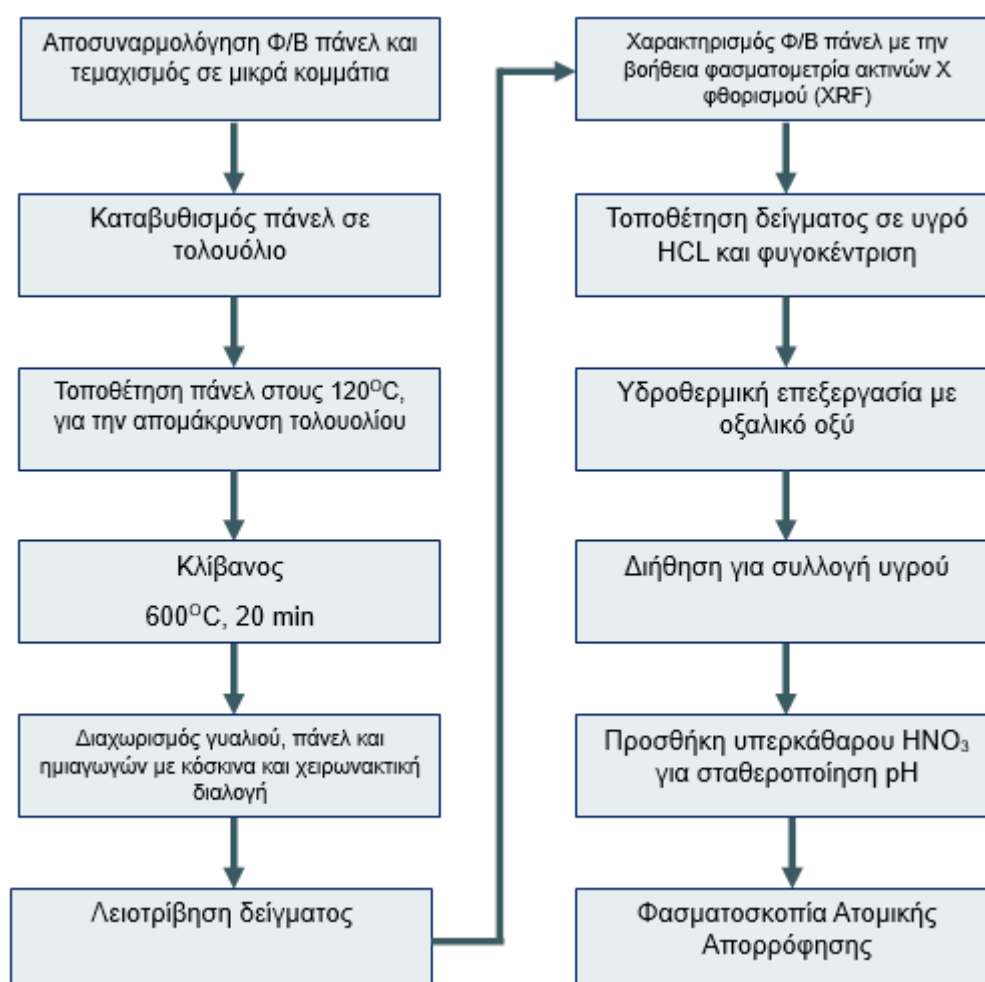 Αποσυναρμολόγηση Φ/Β πάνελ και
τεμαχισμός σε μικρά κομμάτια
Καταβυθισμός πάνελ σε
τολουόλιο
Τοποθέτηση πάνελ στους 120⁰C,
για την απομάκρυνση τολουολίου
Κλίβανος
600⁰C, 20 min
Διαχωρισμός γυαλιού, πάνελ και
ημιαγωγών με κόσκινα και χειρωνακτική
διαλογή
Λειοτρίβηση δείγματος
Χαρακτηρισμός Φ/Β πάνελ με την
βοήθεια φασματομετρία ακτινών Χ
φθορισμού (XRF)
Τοποθέτηση δείγματος σε υγρό
HCL και φυγοκέντριση
Υδροθερμική επεξεργασία με
οξαλικό οξύ
Διήθηση για συλλογή υγρού
Προσθήκη υπερκάθαρου HNO₃
για σταθεροποίηση pH
Φασματοσκοπία Ατομικής
Απορρόφησης